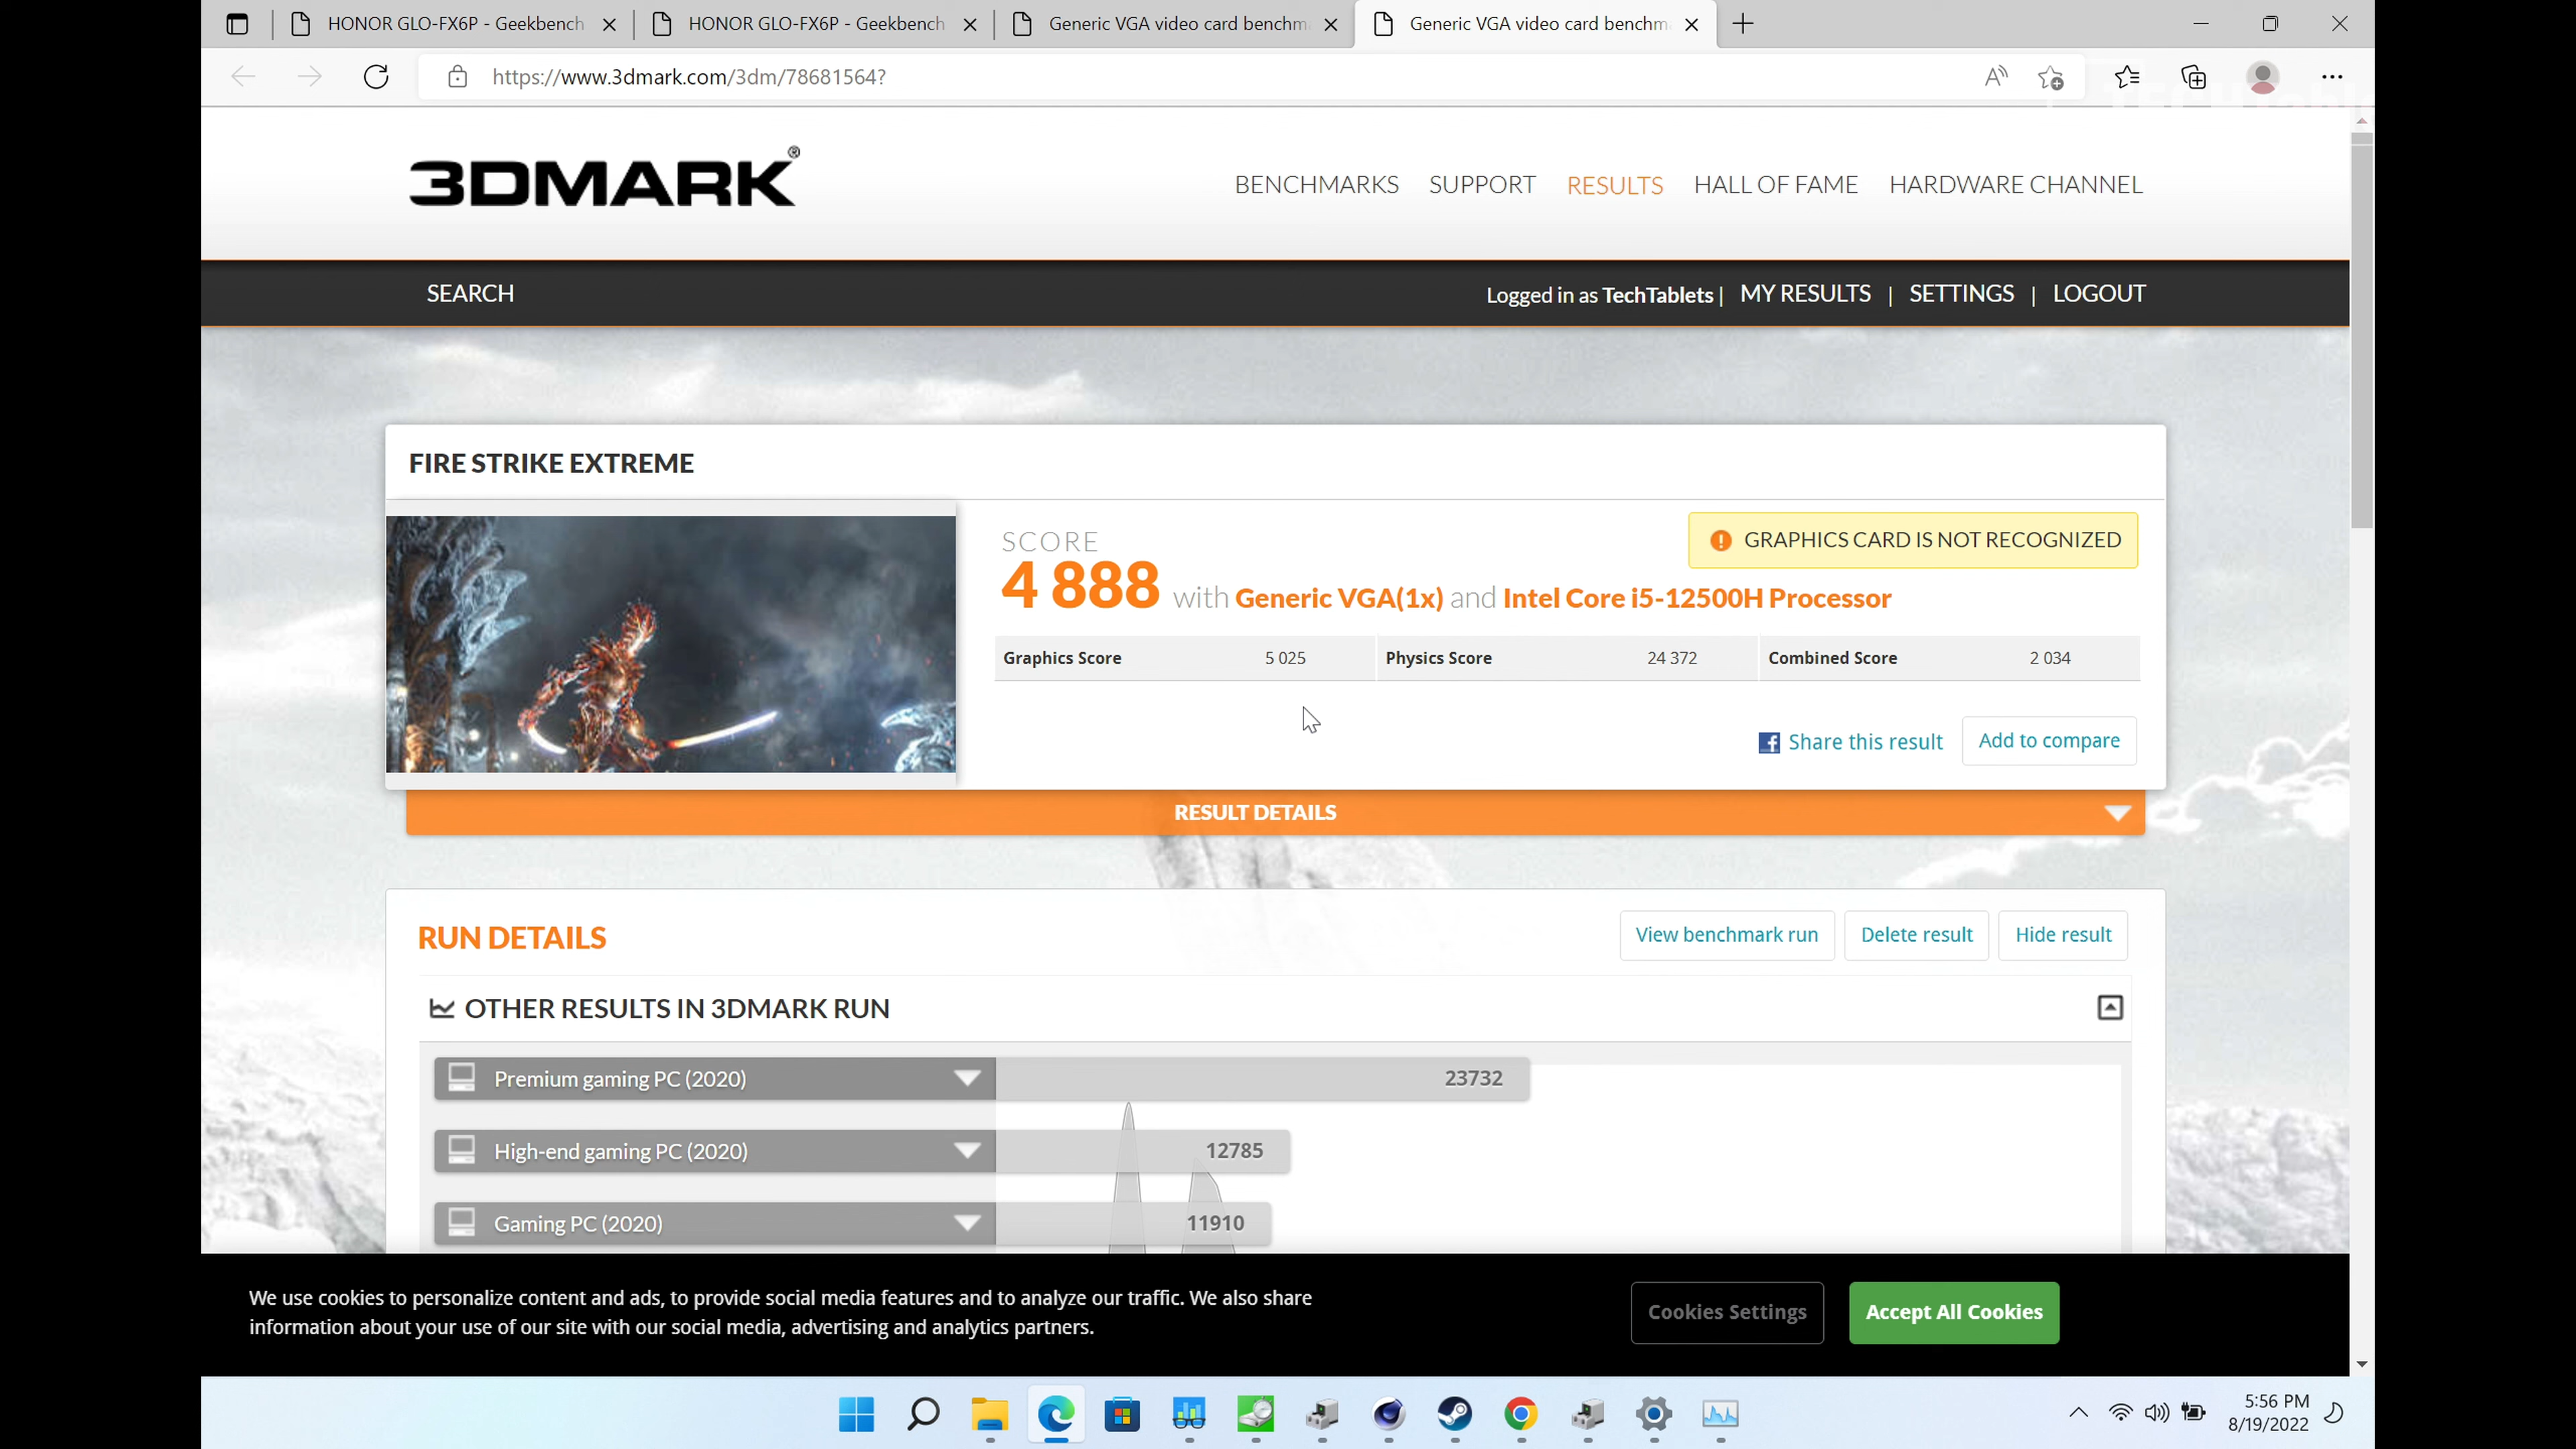 HONOR GLO-FX6P - Geekbench
HONOR GLO-FX6P - Geekbench
Generic VGA video card benchm
Generic VGA video card benchm
https://www.3dmark.com/3dm/78681564?
3DMARK®
BENCHMARKS SUPPORT RESULTS HALL OF FAME HARDWARE CHANNEL
SEARCH
Logged in as TechTablets | MY RESULTS | SETTINGS | LOGOUT
FIRE STRIKE EXTREME
SCORE
GRAPHICS CARD IS NOT RECOGNIZED
4 888 with Generic VGA(1x) and Intel Core i5-12500H Processor
Graphics Score 5 025 Physics Score 24 372 Combined Score 2 034
Share this result Add to compare
RESULT DETAILS
RUN DETAILS
View benchmark run Delete result Hide result
OTHER RESULTS IN 3DMARK RUN
Premium gaming PC (2020) 23732
High-end gaming PC (2020) 12785
Gaming PC (2020) 11910
We use cookies to personalize content and ads, to provide social media features and to analyze our traffic. We also share
information about your use of our site with our social media, advertising and analytics partners.
Cookies Settings
Accept All Cookies
5:56 PM
8/19/2022